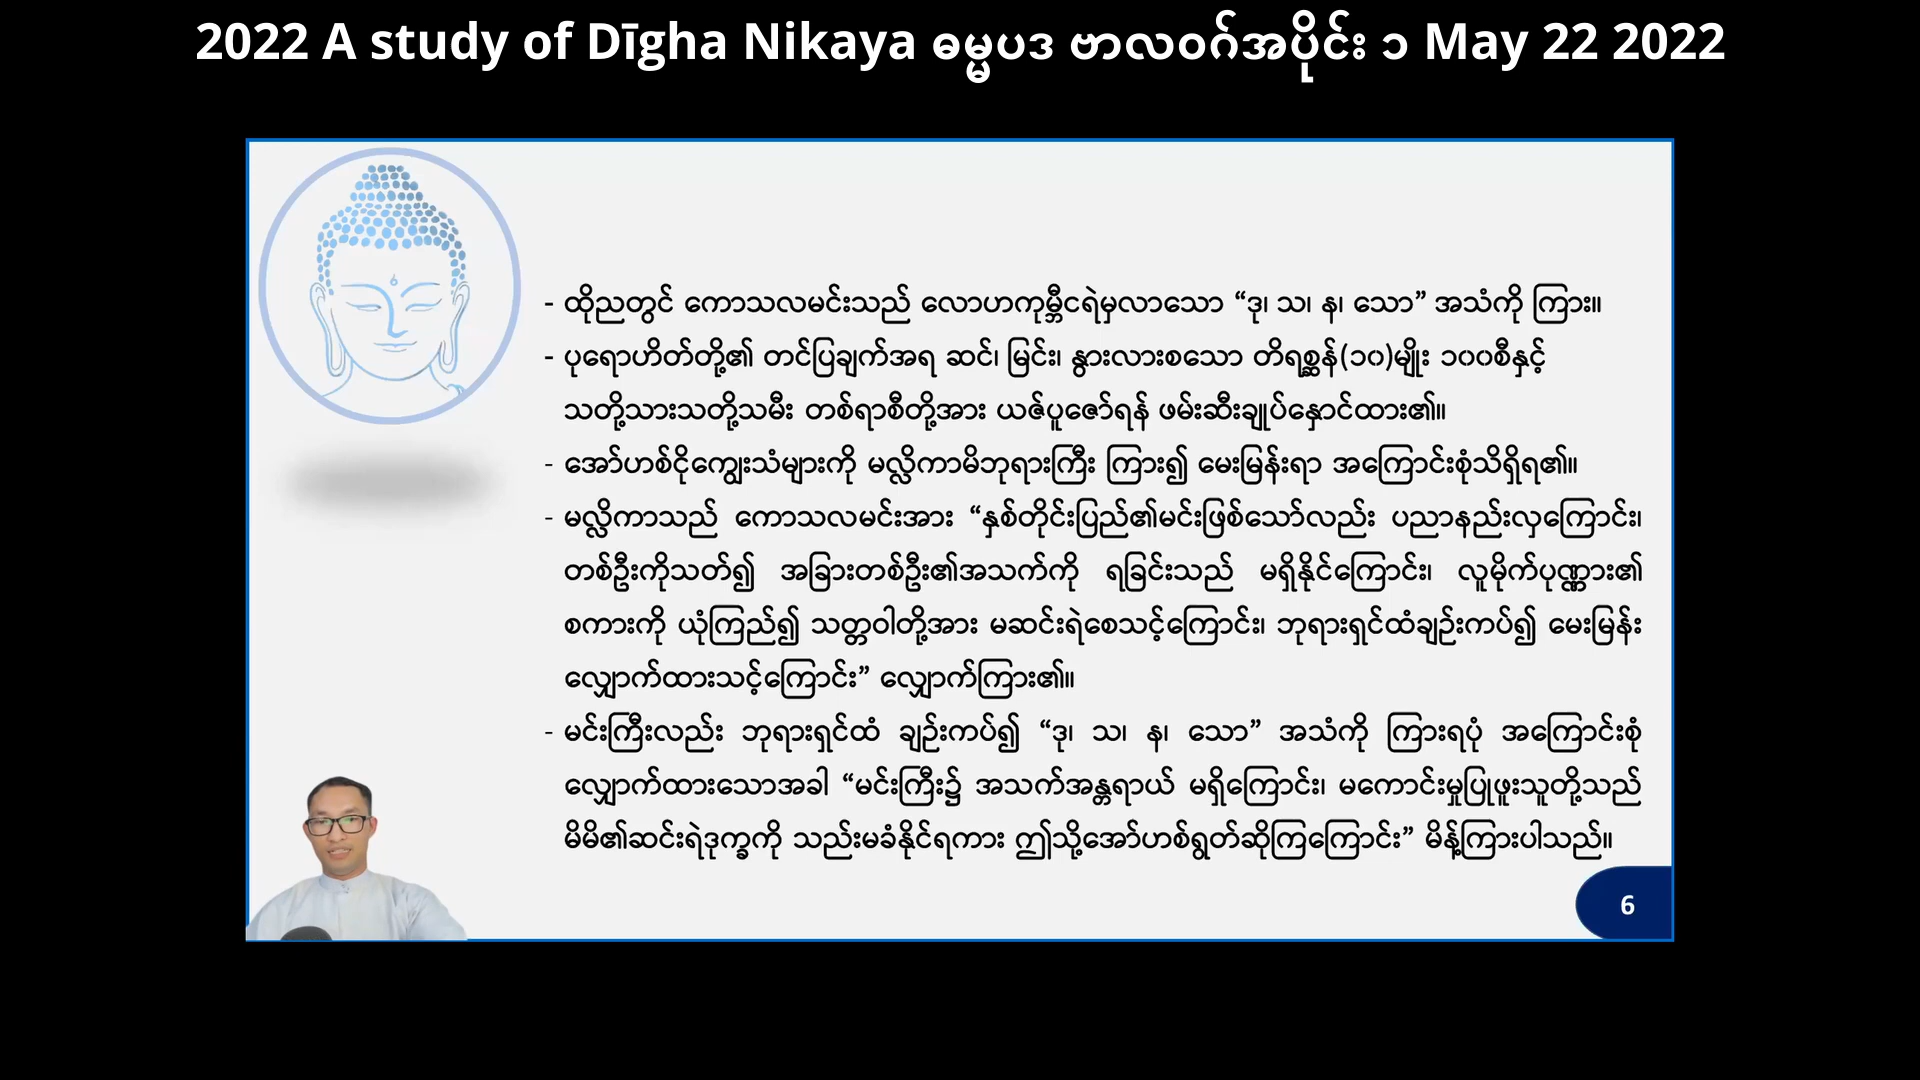 2022 A study of Dīgha Nikaya ဓမ္မပဒ ဗာလဝဂ်အပိုင်း ၁ May 22 2022
- ထိုညတွင် ကောသလမင်းသည် လောဟကုမ္ဘီငရဲမှလာသော “ဒု၊ သ၊ န၊ သော” အသံကို ကြား။
- ပုရောဟိတ်တို့၏ တင်ပြချက်အရ ဆင်၊ မြင်း၊ နွားလားစသော တိရစ္ဆာန်(၁၀)မျိုး ၁၀၀စီနှင့်
သတို့သားသတို့သမီး တစ်ရာစီတို့အား ယဇ်ပူဇော်ရန် ဖမ်းဆီးချုပ်နှောင်ထား၏။
- အော်ဟစ်ငိုကျွေးသံများကို မလ္လိကာမိဘုရားကြီး ကြား၍ မေးမြန်းရာ အကြောင်းစုံသိရှိရ၏။
- မလ္လိကာသည် ကောသလမင်းအား “နှစ်တိုင်းပြည်၏မင်းဖြစ်သော်လည်း ပညာနည်းလှကြောင်း၊
တစ်ဦးကိုသတ်၍ အခြားတစ်ဦး၏အသက်ကို ရခြင်းသည် မရှိနိုင်ကြောင်း၊ လူမိုက်ပုဏ္ဏား၏
စကားကို ယုံကြည်၍ သတ္တဝါတို့အား မဆင်းရဲစေသင့်ကြောင်း၊ ဘုရားရှင်ထံချဉ်းကပ်၍ မေးမြန်း
လျှောက်ထားသင့်ကြောင်း” လျှောက်ကြား၏။
- မင်းကြီးလည်း ဘုရားရှင်ထံ ချဉ်းကပ်၍ “ဒု၊ သ၊ န၊ သော” အသံကို ကြားရပုံ အကြောင်းစုံ
လျှောက်ထားသောအခါ “မင်းကြီး၌ အသက်အန္တရာယ် မရှိကြောင်း၊ မကောင်းမှုပြုဖူးသူတို့သည်
မိမိ၏ဆင်းရဲဒုက္ခကို သည်းမခံနိုင်ရကား ဤသို့အော်ဟစ်ရွတ်ဆိုကြကြောင်း” မိန့်ကြားပါသည်။
6